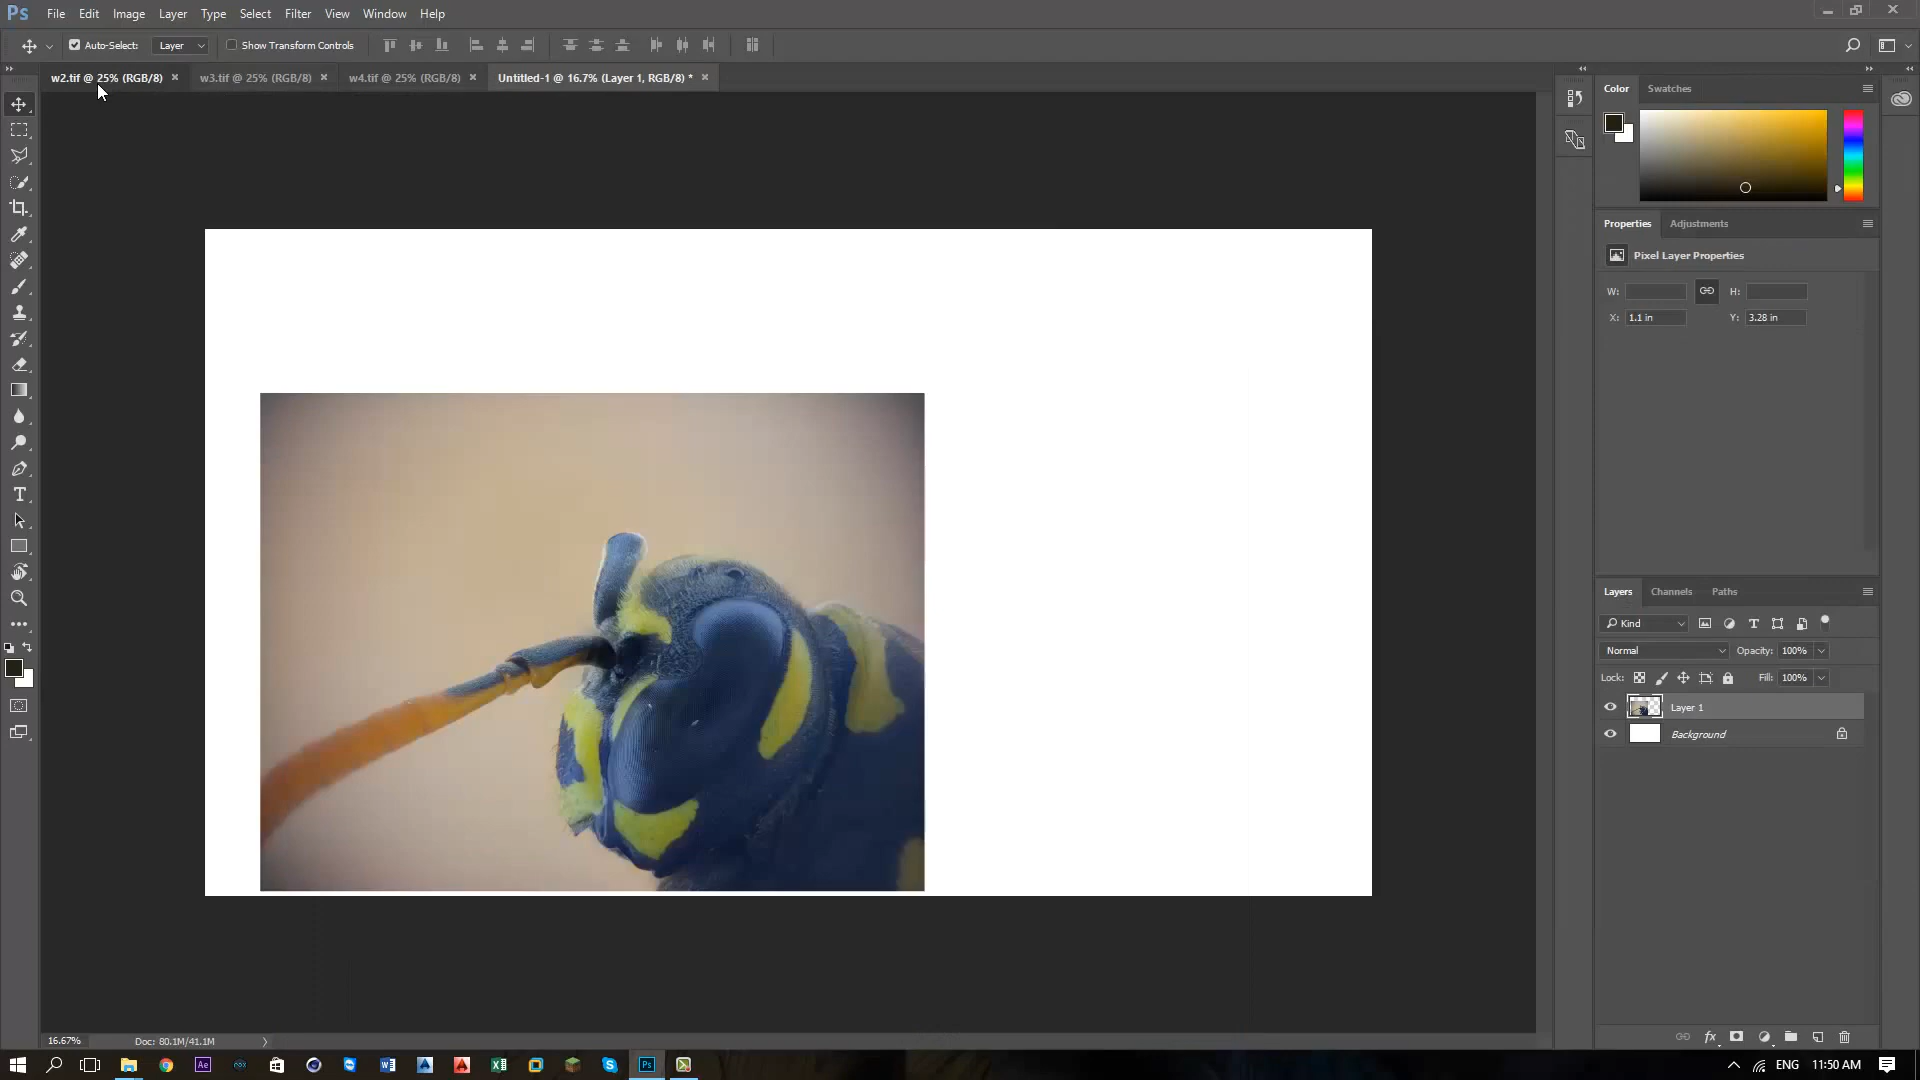 Ps File Edit Image Layer Type Select Filter View Window Help
Auto-Select: Layer Show Transform Controls
w2.tif @ 25% (RGB/8) × w3.tif @ 25% (RGB/8) × w4.tif @ 25% (RGB/8) × Untitled-1 @ 16.7% (Layer 1, RGB/8) * ×
Color Swatches
Properties Adjustments
Pixel Layer Properties
W: H:
X: 1.1 in Y: 3.28 in
Layers Channels Paths
Kind
Normal Opacity: 100%
Lock: Fill: 100%
Layer 1
Background
fx
16.67% Doc: 80.1M/41.1M
Ae Ps ENG 11:50 AM